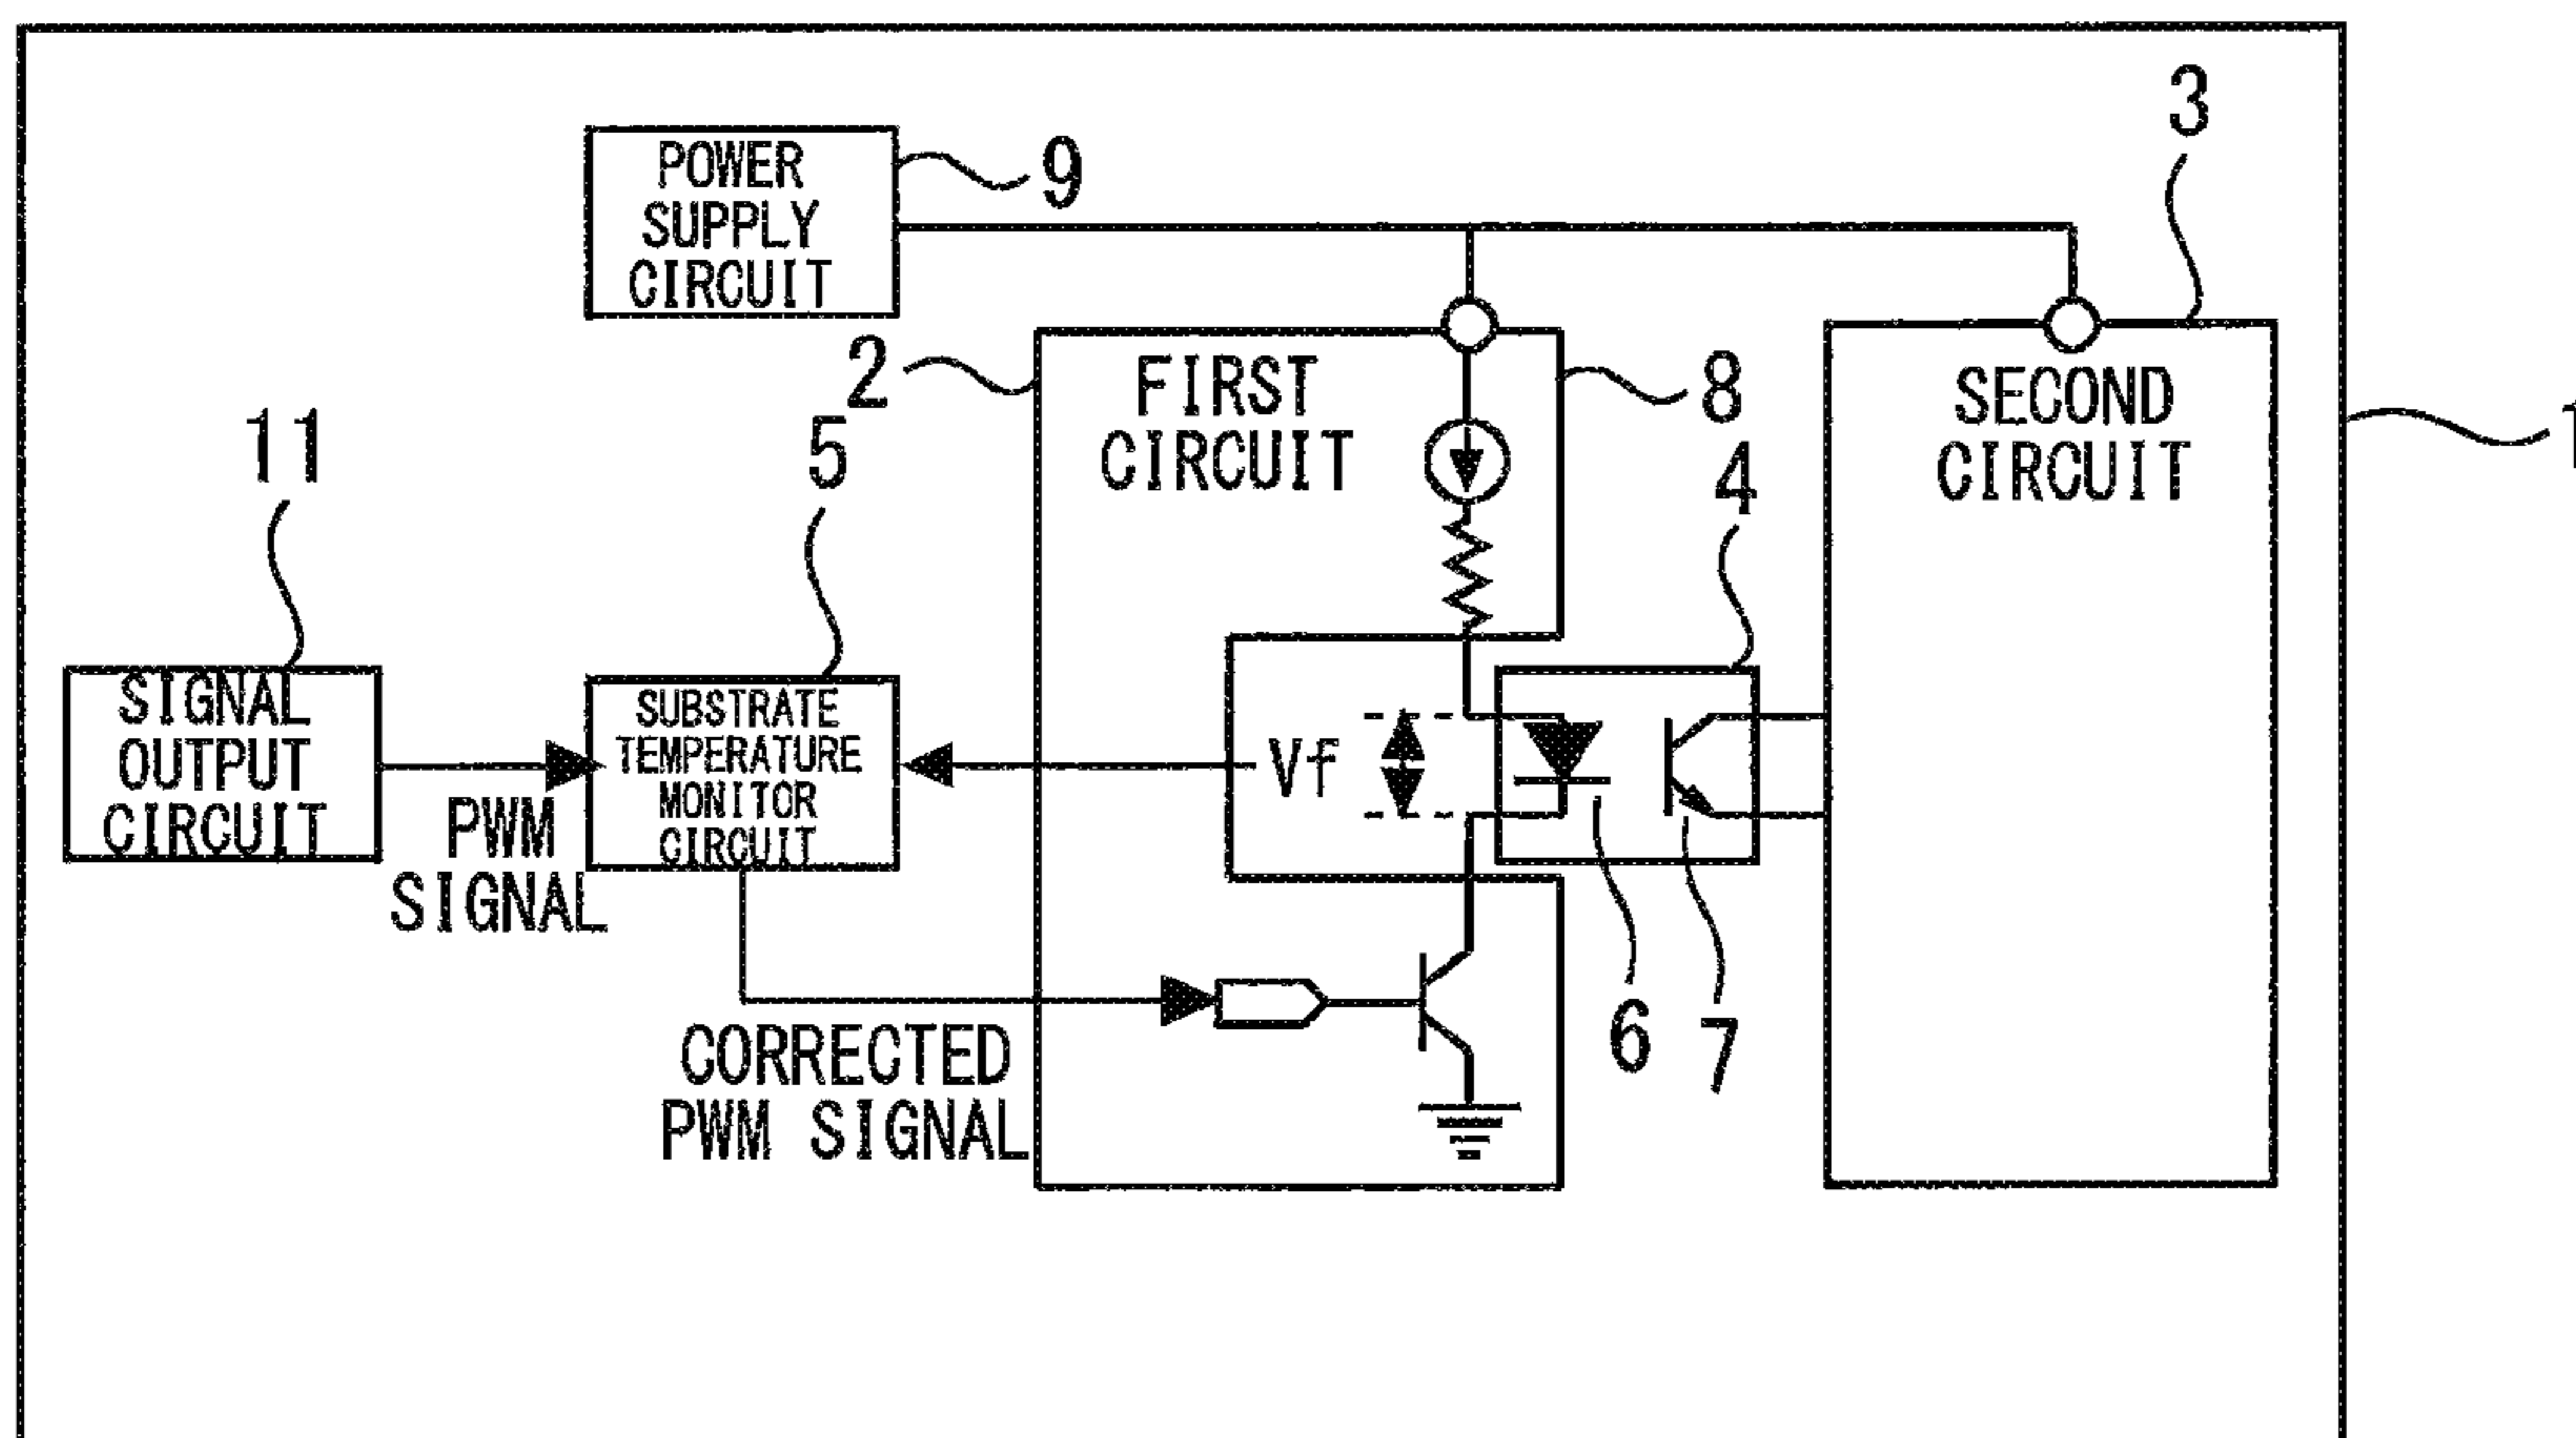 3
POWER
SUPPLY
CIRCUIT
9
2
FIRST
CIRCUIT
8
SECOND
CIRCUIT
1
11
5
4
SIGNAL
OUTPUT
CIRCUIT
PWM
SIGNAL
SUBSTRATE
TEMPERATURE
MONITOR
CIRCUIT
Vf
6
7
CORRECTED
PWM SIGNAL